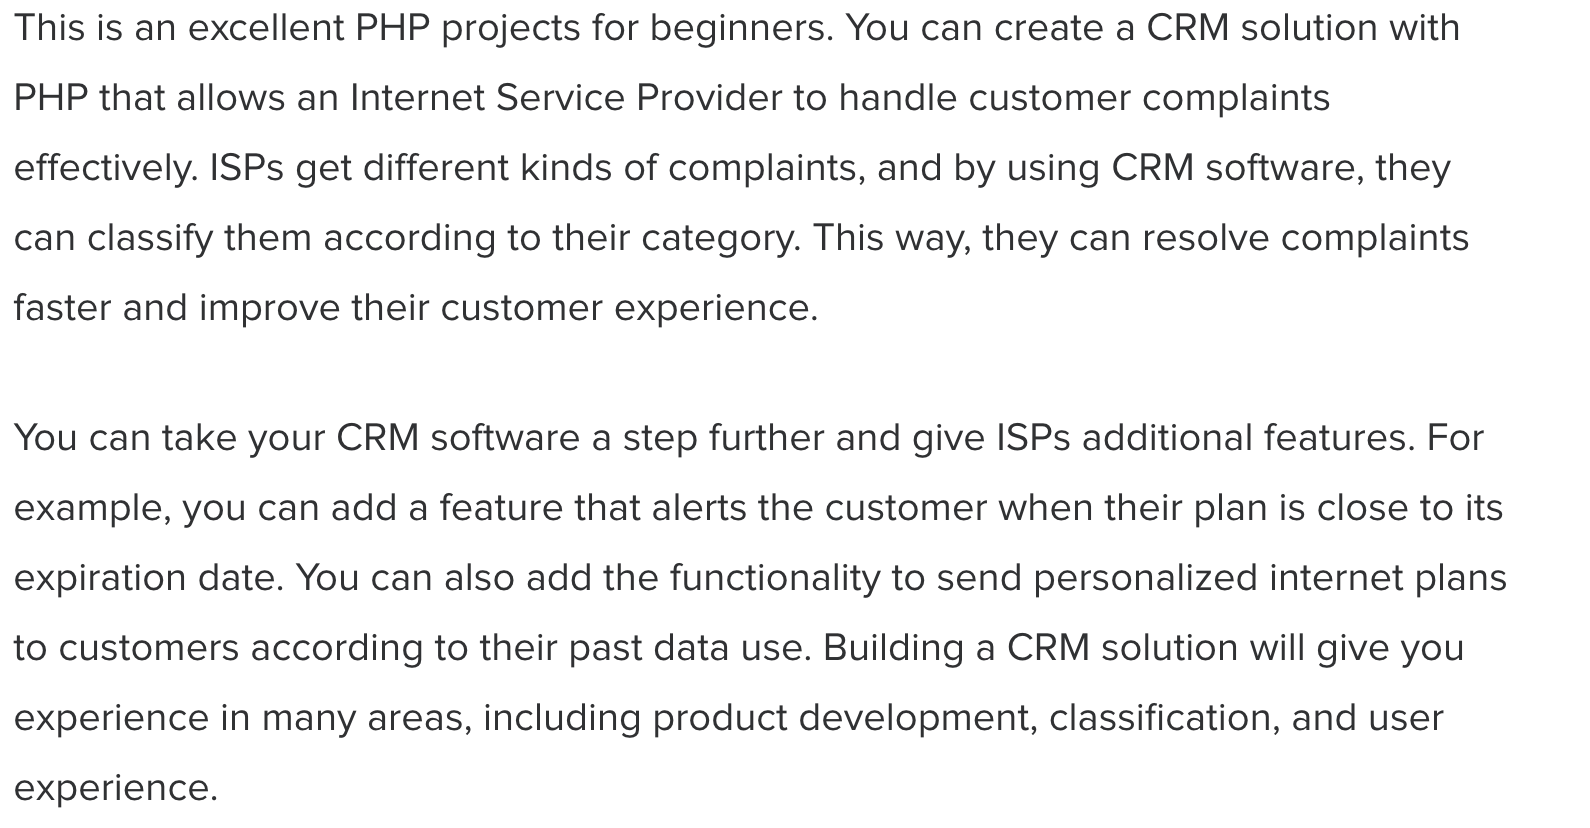 This is an excellent PHP projects for beginners. You can create a CRM solution with
PHP that allows an Internet Service Provider to handle customer complaints
effectively. ISPs get different kinds of complaints, and by using CRM software, they
can classify them according to their category. This way, they can resolve complaints
faster and improve their customer experience.
You can take your CRM software a step further and give ISPs additional features. For
example, you can add a feature that alerts the customer when their plan is close to its
expiration date. You can also add the functionality to send personalized internet plans
to customers according to their past data use. Building a CRM solution will give you
experience in many areas, including product development, classification, and user
experience.